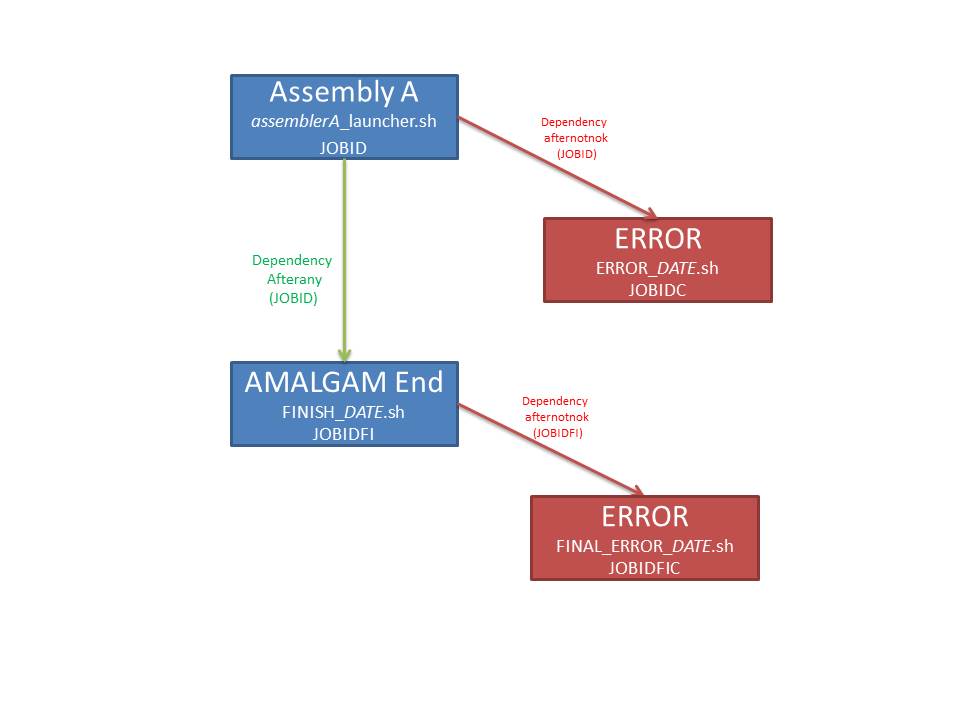 Assembly A
assemblerA_launcher.sh
JOBID
Dependency
afternotnok
(JOBID)
ERROR
ERROR_DATE.sh
JOBIDC
Dependency
Afterany
(JOBID)
AMALGAM End
FINISH_DATE.sh
JOBIDFI
Dependency
afternotnok
(JOBIDFI)
ERROR
FINAL_ERROR_DATE.sh
JOBIDFIC